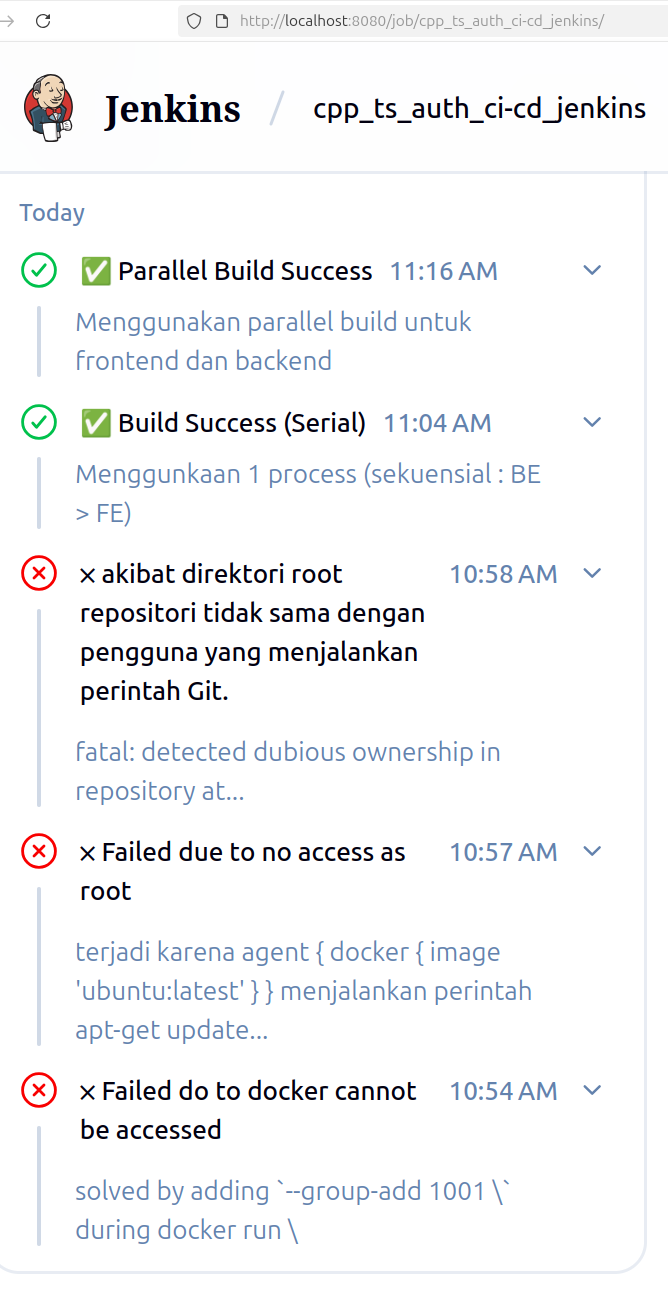 http://localhost:8080/job/cpp_ts_auth_ci-cd_jenkins/
Jenkins / cpp_ts_auth_ci-cd_jenkins
Today
✅ Parallel Build Success 11:16 AM
Menggunakan parallel build untuk
frontend dan backend
✅ Build Success (Serial) 11:04 AM
Menggunkaan 1 process (sekuensial : BE
> FE)
× akibat direktori root 10:58 AM
repositori tidak sama dengan
pengguna yang menjalankan
perintah Git.
fatal: detected dubious ownership in
repository at...
× Failed due to no access as 10:57 AM
root
terjadi karena agent { docker { image
'ubuntu:latest' } } menjalankan perintah
apt-get update...
× Failed do to docker cannot 10:54 AM
be accessed
solved by adding `--group-add 1001 \`
during docker run \